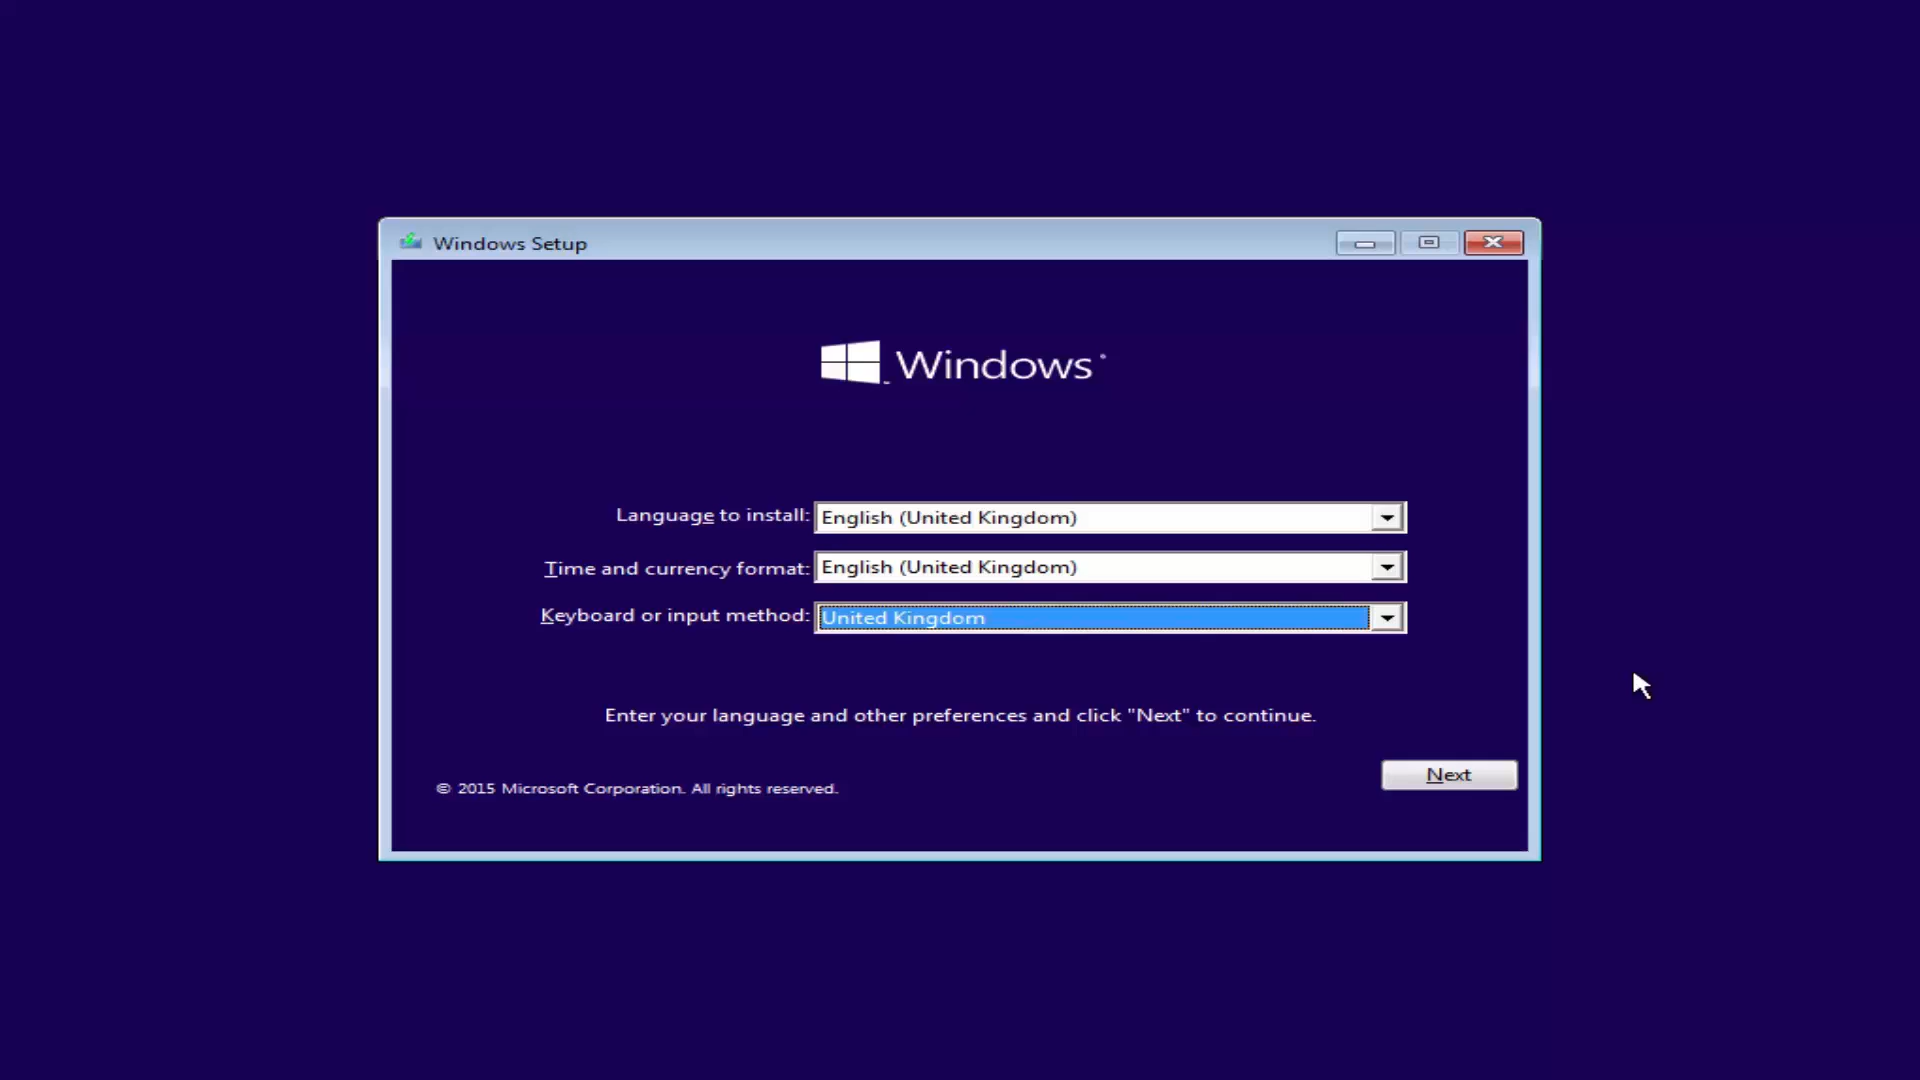 Windows Setup
Windows
Language to install: English (United Kingdom)
Time and currency format: English (United Kingdom)
Keyboard or input method: United Kingdom
Enter your language and other preferences and click "Next" to continue.
Next
© 2015 Microsoft Corporation. All rights reserved.